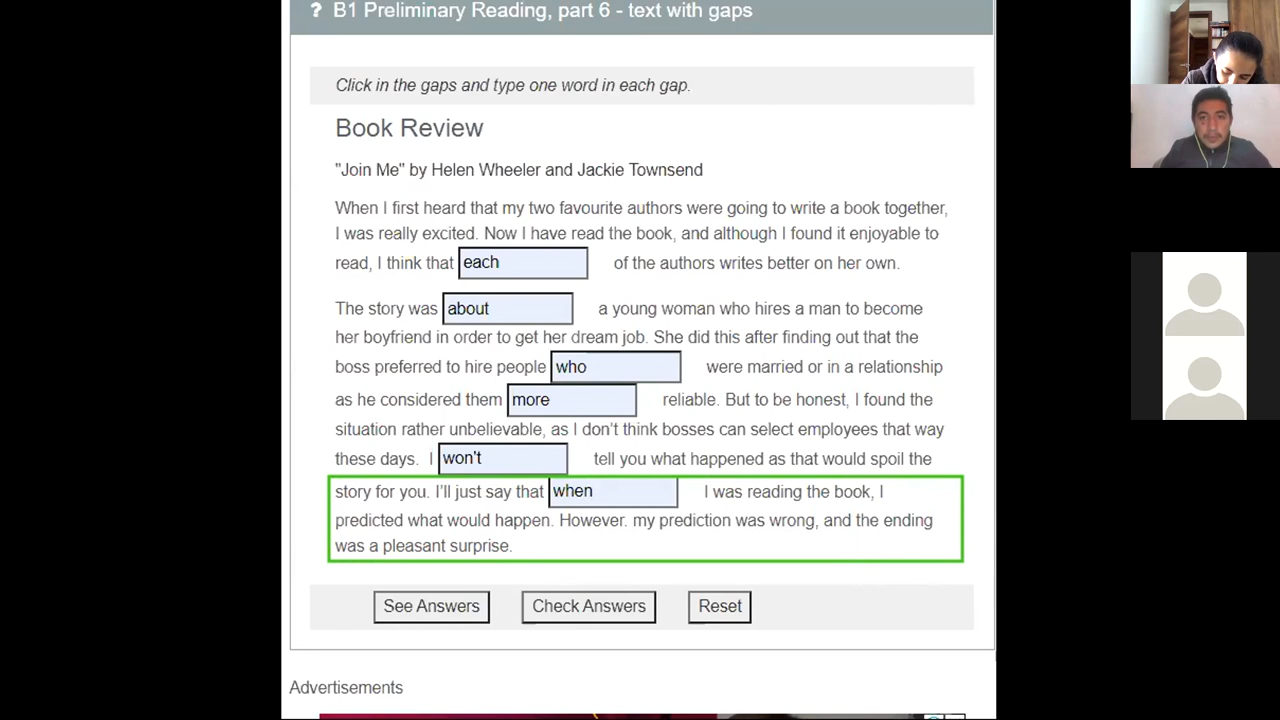 ? B1 Preliminary Reading, part 6 - text with gaps
Click in the gaps and type one word in each gap.
Book Review
"Join Me" by Helen Wheeler and Jackie Townsend
When I first heard that my two favourite authors were going to write a book together,
I was really excited. Now I have read the book, and although I found it enjoyable to
read, I think that each of the authors writes better on her own.
The story was about a young woman who hires a man to become
her boyfriend in order to get her dream job. She did this after finding out that the
boss preferred to hire people who were married or in a relationship
as he considered them more reliable. But to be honest, I found the
situation rather unbelievable, as I don't think bosses can select employees that way
these days. I won't tell you what happened as that would spoil the
story for you. I'll just say that when I was reading the book, I
predicted what would happen. However. my prediction was wrong, and the ending
was a pleasant surprise.
See Answers Check Answers Reset
Advertisements